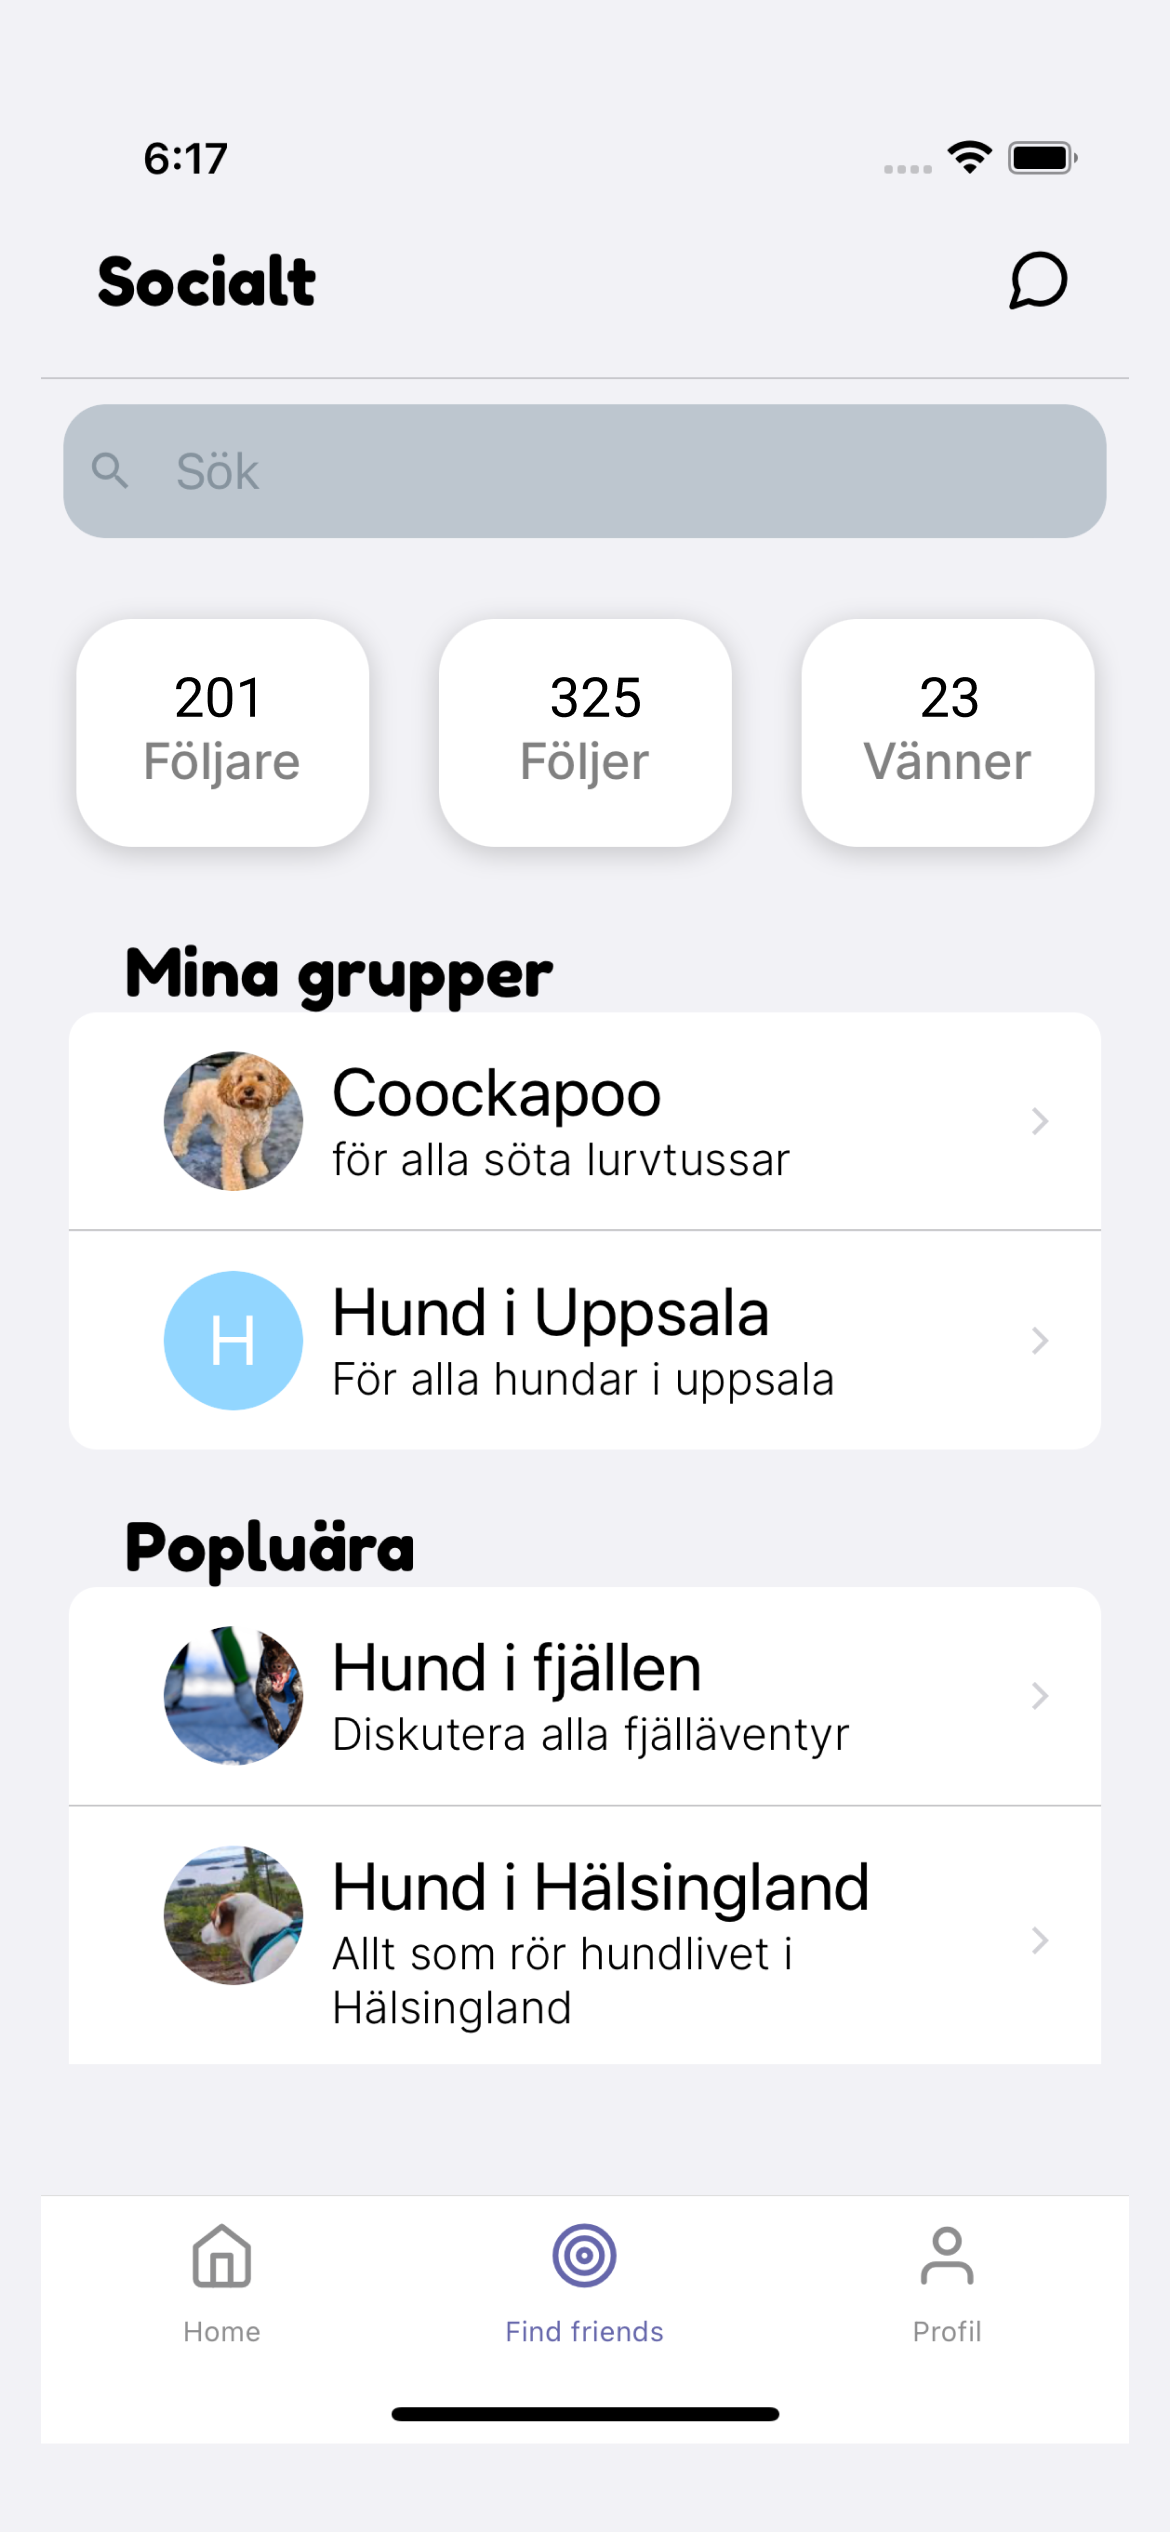 6:17
Socialt
Sök
201
Följare
325
Följer
23
Vänner
Mina grupper
Coockapoo
för alla söta lurvtussar
H
Hund i Uppsala
För alla hundar i uppsala
Popluära
Hund i fjällen
Diskutera alla fjälläventyr
Hund i Hälsingland
Allt som rör hundlivet i
Hälsingland
Home
Find friends
Profil